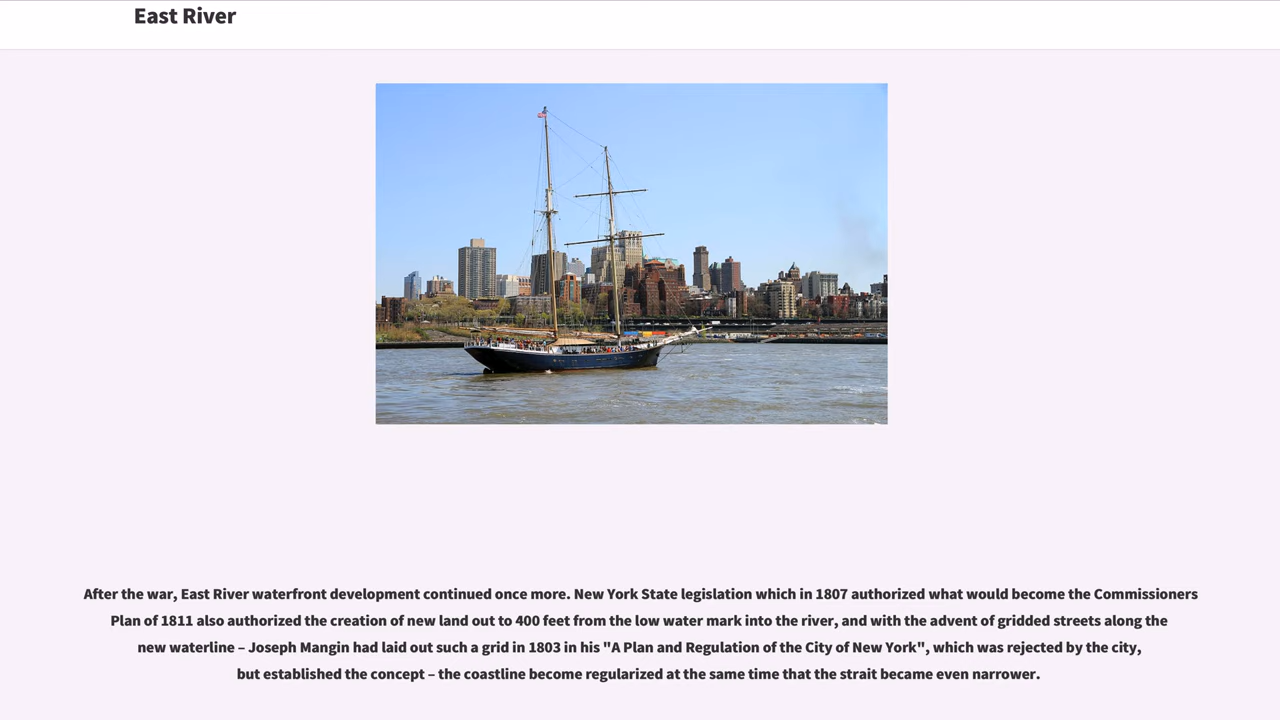 East River
After the war, East River waterfront development continued once more. New York State legislation which in 1807 authorized what would become the Commissioners
Plan of 1811 also authorized the creation of new land out to 400 feet from the low water mark into the river, and with the advent of gridded streets along the
new waterline – Joseph Mangin had laid out such a grid in 1803 in his "A Plan and Regulation of the City of New York", which was rejected by the city,
but established the concept – the coastline become regularized at the same time that the strait became even narrower.